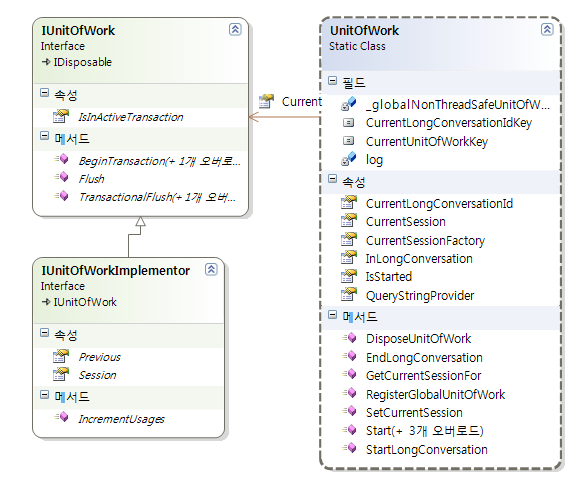 IUnitOfWork
Interface
IDisposable
속성
IsInActiveTransaction
메서드
BeginTransaction(+ 1개 오버로...
Flush
TransactionalFlush(+ 1개 오버...
Current
IUnitOfWorkImplementor
Interface
IUnitOfWork
속성
Previous
Session
메서드
IncrementUsages
UnitOfWork
Static Class
필드
_globalNonThreadSafeUnitOfW...
CurrentLongConversationIdKey
CurrentUnitOfWorkKey
log
속성
CurrentLongConversationId
CurrentSession
CurrentSessionFactory
InLongConversation
IsStarted
QueryStringProvider
메서드
DisposeUnitOfWork
EndLongConversation
GetCurrentSessionFor
RegisterGlobalUnitOfWork
SetCurrentSession
Start(+ 3개 오버로드)
StartLongConversation